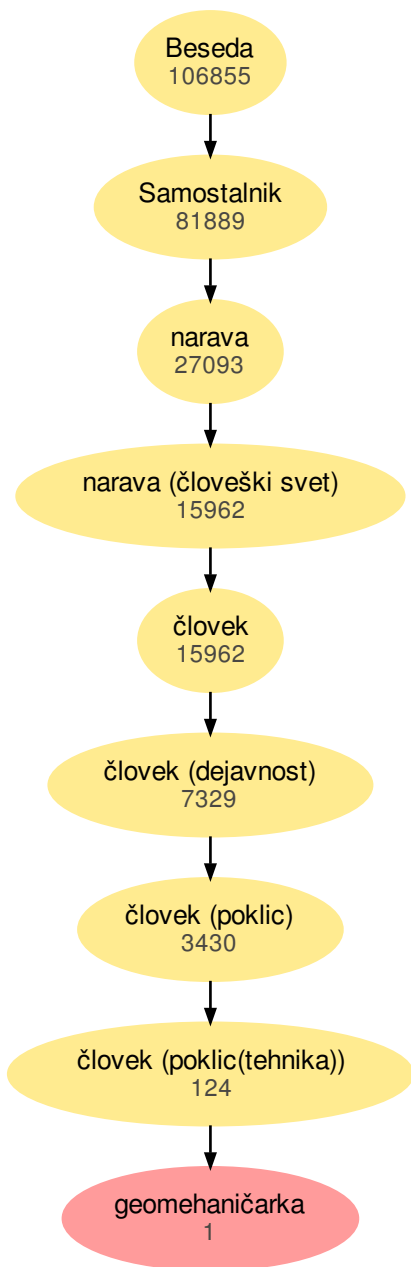 Beseda
106855
Samostalnik
81889
narava
27093
narava (človeški svet)
15962
človek
15962
človek (dejavnost)
7329
človek (poklic)
3430
človek (poklic(tehnika))
124
geomehaničarka
1